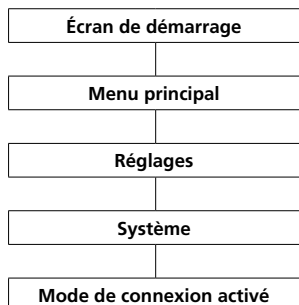 Écran de démarrage
Menu principal
Réglages
Système
Mode de connexion activé